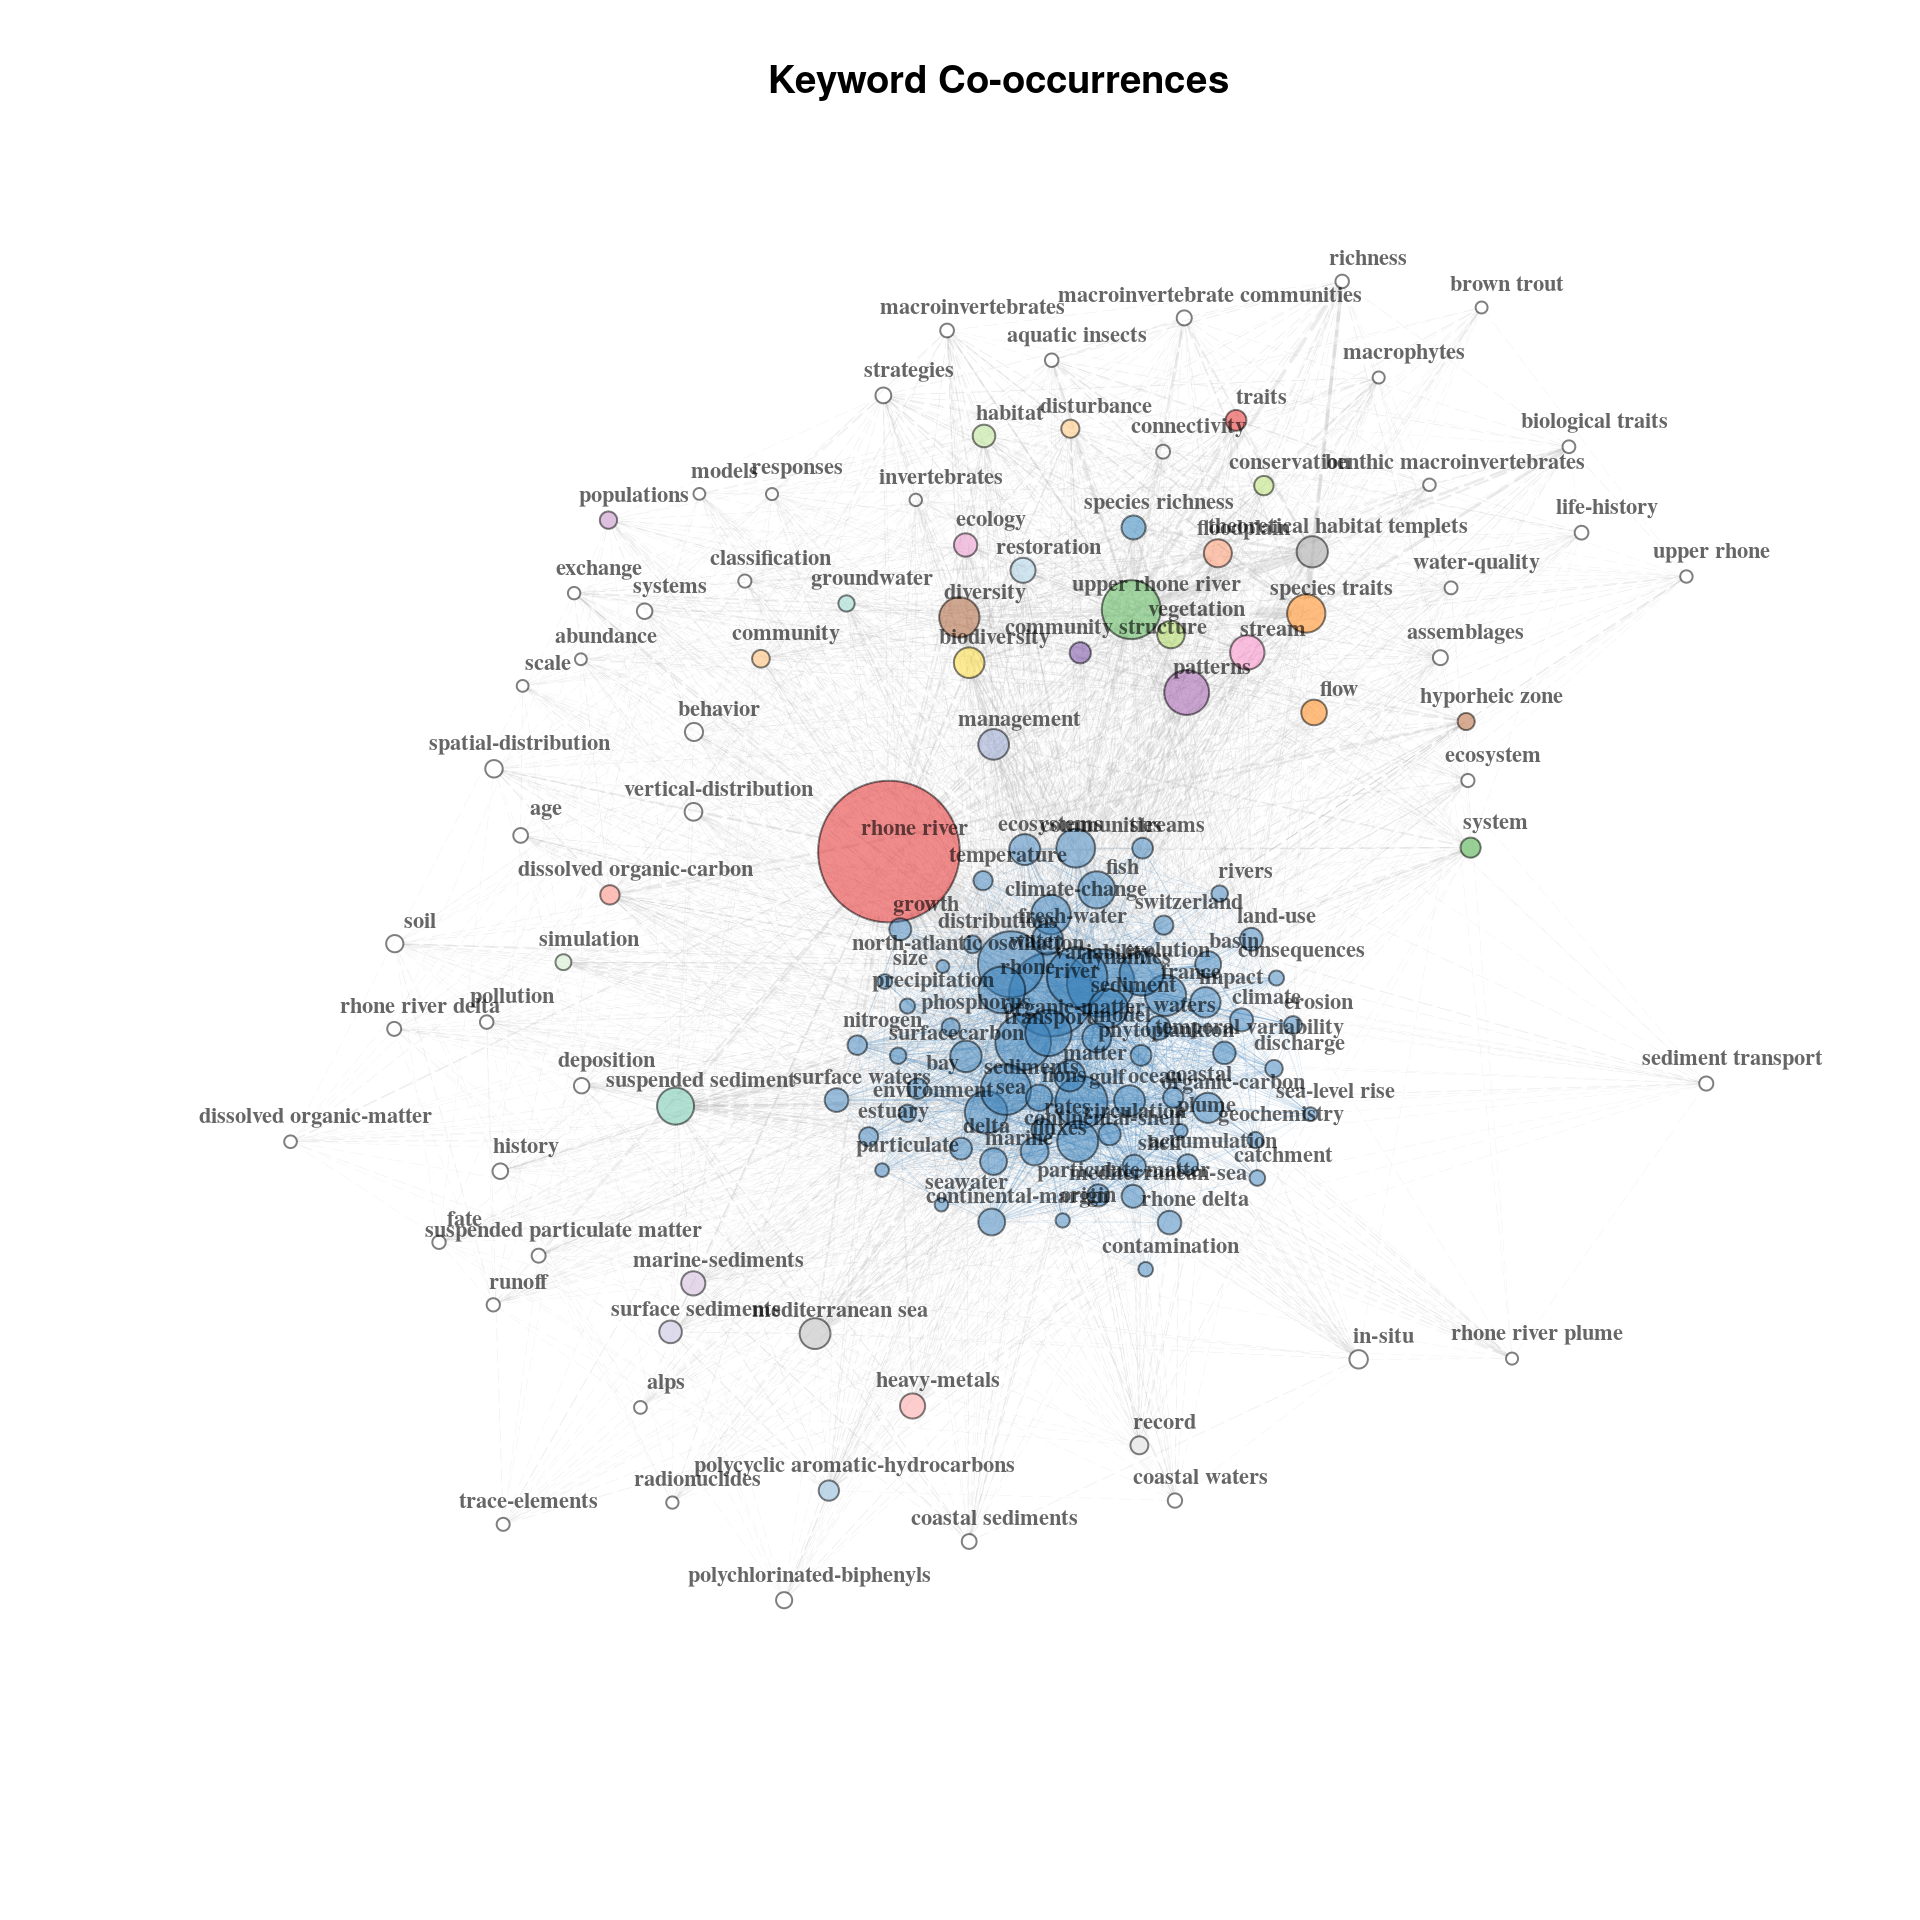 Keyword Co-occurrences
richness
brown trout
macroinvertebrate communities
macroinvertebrates
aquatic insects
macrophytes
strategies
traits
disturbance
habitat
biological traits
connectivity
conservation
benthic macroinvertebrates
responses
models
invertebrates
populations
species richness
life-history
ecology
theoretical habitat templets
floodplain
restoration
upper rhone
classification
water-quality
exchange
groundwater
systems
upper rhone river
species traits
diversity
vegetation
community structure
stream
community
assemblages
abundance
biodiversity
scale
patterns
flow
hyporheic zone
behavior
management
spatial-distribution
ecosystem
vertical-distribution
age
rhone river
ecosystems
communities
streams
system
temperature
fish
dissolved organic-carbon
rivers
climate-change
switzerland
growth
fresh-water
land-use
soil
distributions
simulation
north-atlantic oscillation
water
basin
variability
evolution
consequences
dynamics
size
rhone
river
france
impact
precipitation
sediment
pollution
climate
erosion
rhone river delta
phosphorus
organic-matter
waters
nitrogen
transport
model
temporal variability
surface
carbon
phytoplankton
discharge
deposition
bay
matter
sediment transport
sediments
suspended sediment
surface waters
lions
gulf
ocean
coastal
organic-carbon
environment
sea
sea-level rise
dissolved organic-matter
estuary
rates
circulation
plume
geochemistry
continental-shelf
delta
fluxes
history
particulate
marine
shelf
accumulation
catchment
particulate matter
mediterranean-sea
seawater
continental-margin
origin
rhone delta
fate
suspended particulate matter
contamination
marine-sediments
runoff
surface sediments
mediterranean sea
in-situ
rhone river plume
alps
heavy-metals
record
polycyclic aromatic-hydrocarbons
radionuclides
coastal waters
trace-elements
coastal sediments
polychlorinated-biphenyls